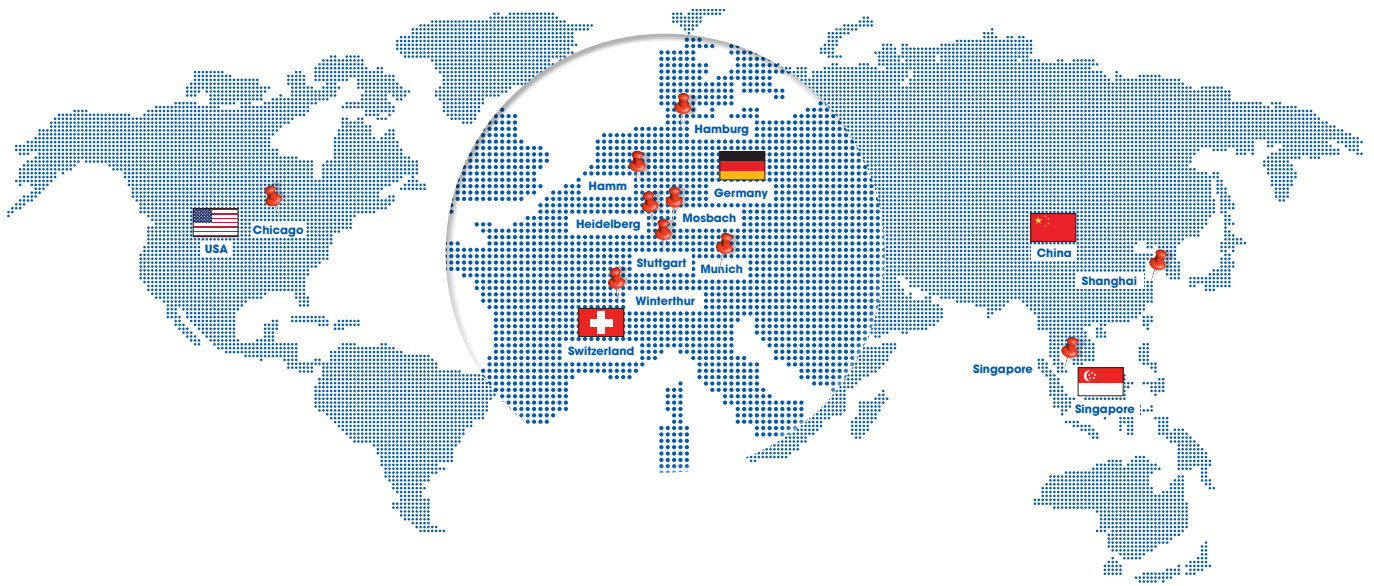 Hamburg
Hamm
Germany
Heidelberg
Mosbach
Chicago
USA
Stuttgart
Munich
China
Shanghai
Winterthur
Switzerland
Singapore
Singapore